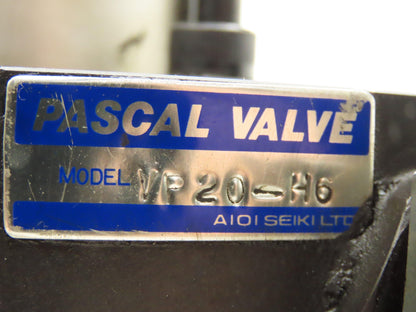 PASCAL VALVE
MODEL VP20-H6
AIOI SEIKI LTD